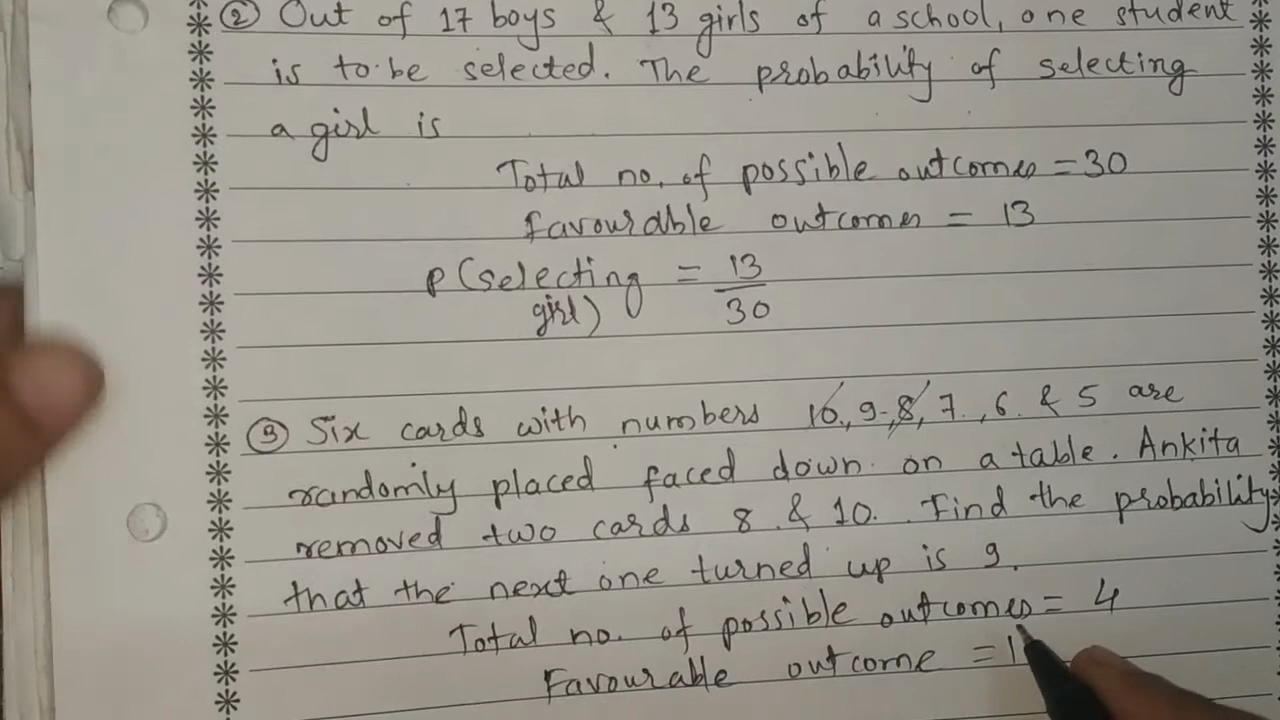 ② Out of 17 boys & 13 girls of a school, one student
is to be selected. The probability of selecting
a girl is
Total no. of possible outcomes = 30
favourable outcomes = 13
P(selecting girl) = 13/30
③ Six cards with numbers 10, 9, 8, 7, 6 & 5 are
randomly placed faced down on a table. Ankita
removed two cards 8 & 10. Find the probability
that the next one turned up is 9.
Total no. of possible outcomes = 4
Favourable outcome = 1